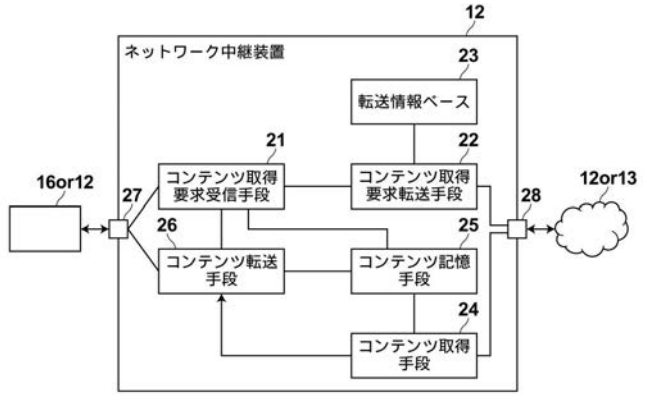 12
ネットワーク中継装置
23
転送情報ベース
21
コンテンツ取得
要求受信手段
22
コンテンツ取得
要求転送手段
16or12
27
28
12or13
26
コンテンツ転送
手段
25
コンテンツ記憶
手段
24
コンテンツ取得
手段